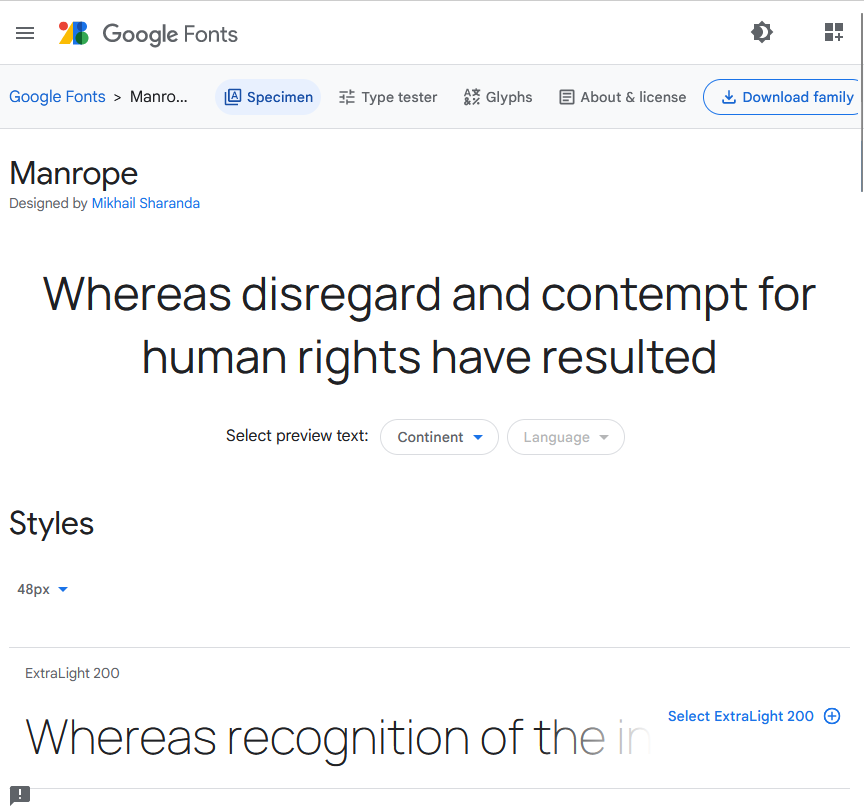 Google Fonts
Google Fonts > Manro... Specimen Type tester Glyphs About & license Download family
Manrope
Designed by Mikhail Sharanda
Whereas disregard and contempt for
human rights have resulted
Select preview text: Continent Language
Styles
48px
ExtraLight 200
Whereas recognition of the in
Select ExtraLight 200